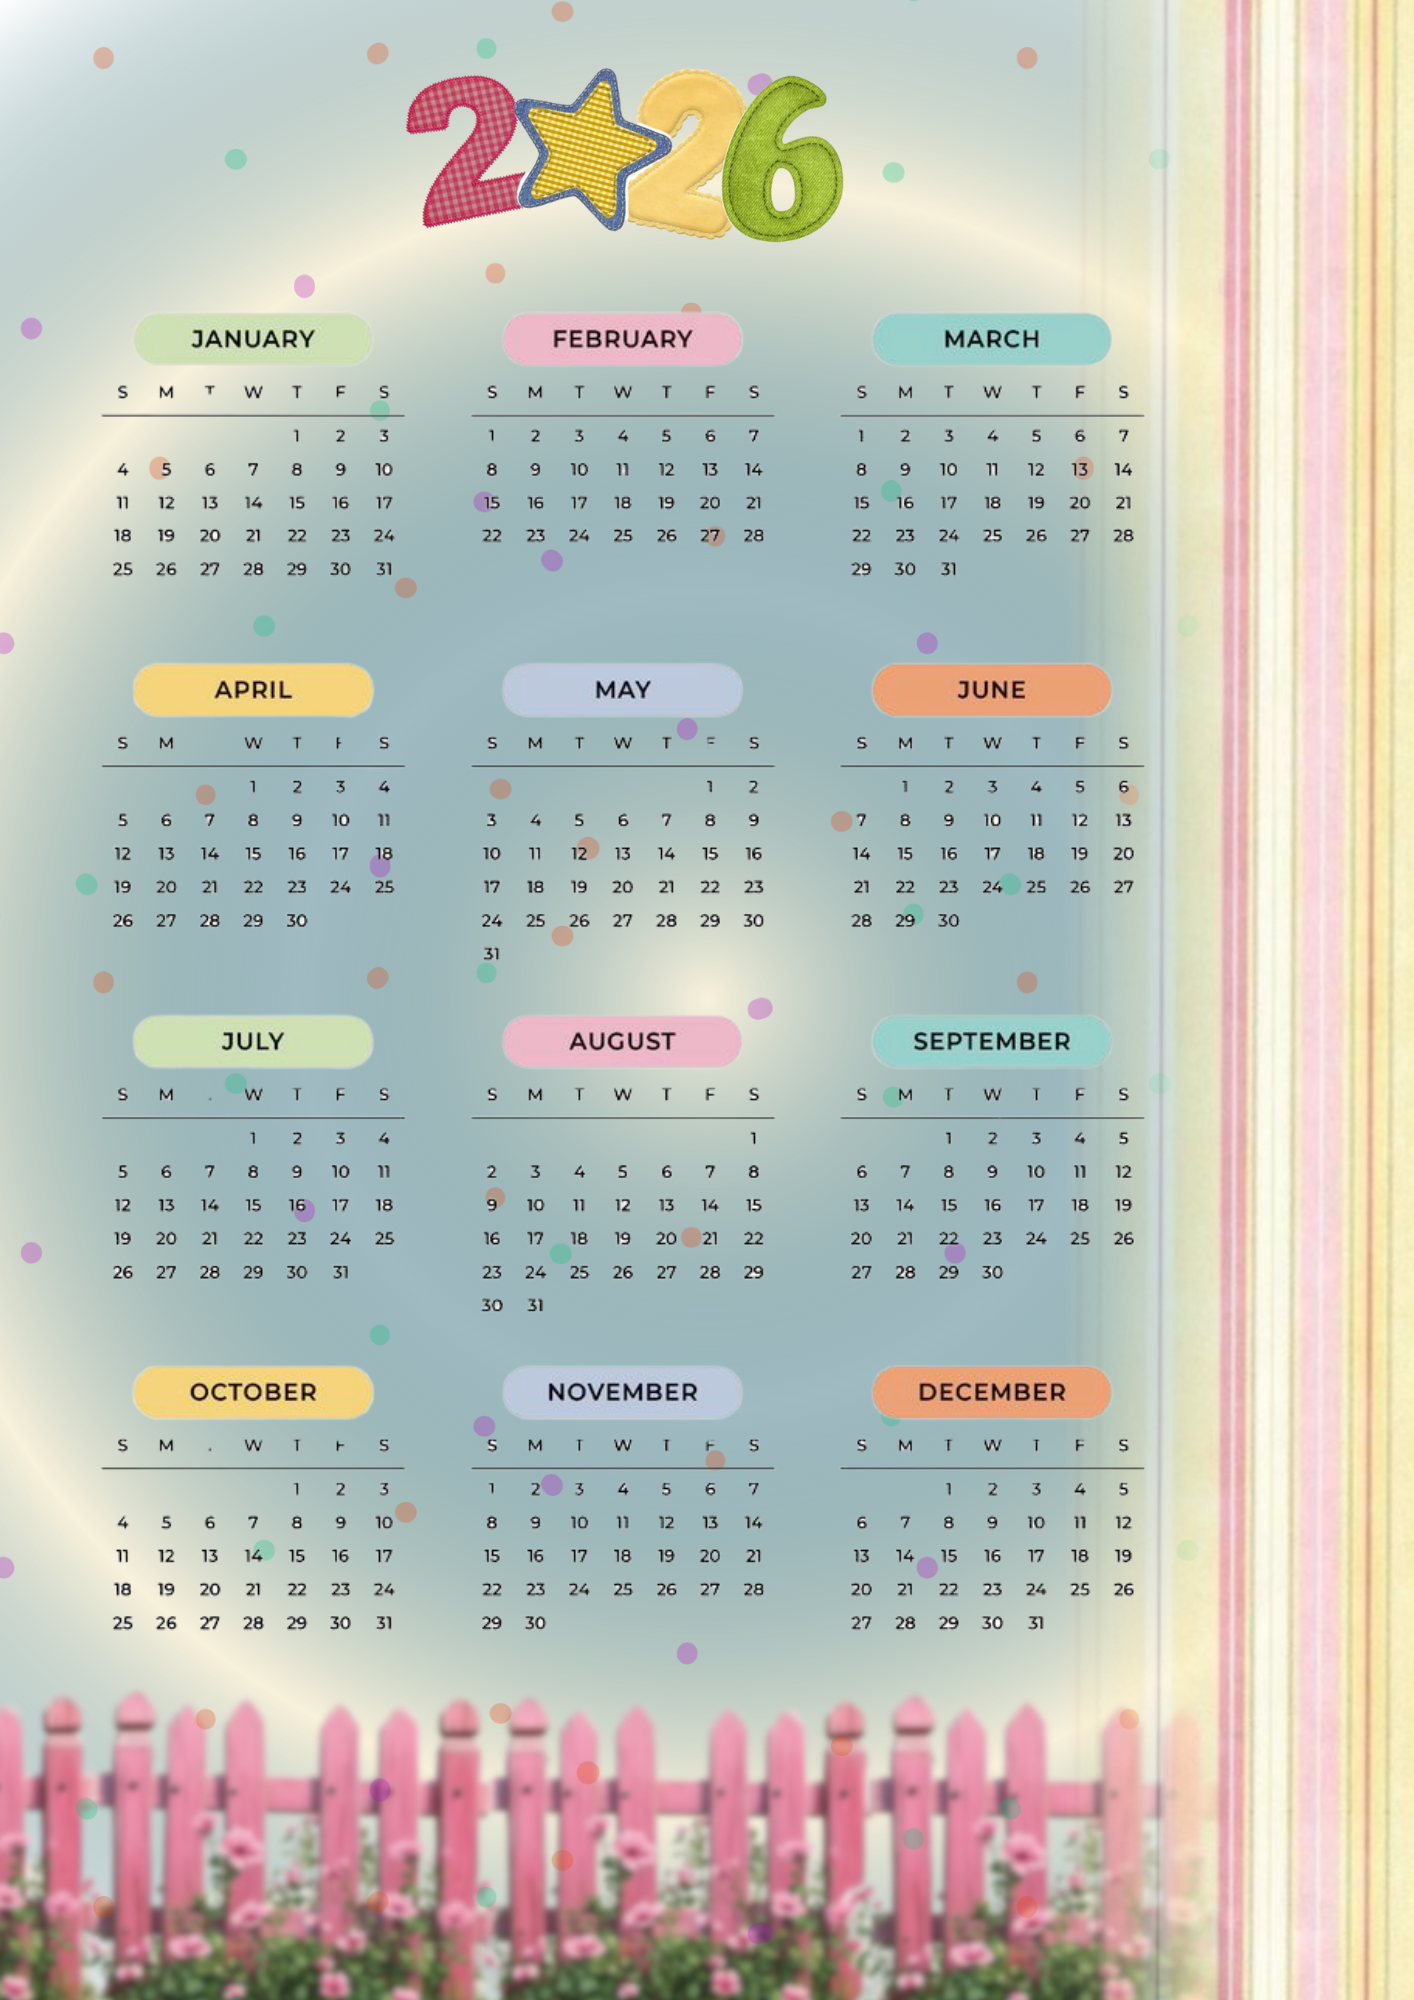 2026
JANUARY
S M T W T F S
1 2 3
4 5 6 7 8 9 10
11 12 13 14 15 16 17
18 19 20 21 22 23 24
25 26 27 28 29 30 31
FEBRUARY
S M T W T F S
1 2 3 4 5 6 7
8 9 10 11 12 13 14
15 16 17 18 19 20 21
22 23 24 25 26 27 28
MARCH
S M T W T F S
1 2 3 4 5 6 7
8 9 10 11 12 13 14
15 16 17 18 19 20 21
22 23 24 25 26 27 28
29 30 31
APRIL
S M W T F S
1 2 3 4
5 6 7 8 9 10 11
12 13 14 15 16 17 18
19 20 21 22 23 24 25
26 27 28 29 30
MAY
S M T W T F S
1 2
3 4 5 6 7 8 9
10 11 12 13 14 15 16
17 18 19 20 21 22 23
24 25 26 27 28 29 30
31
JUNE
S M T W T F S
1 2 3 4 5 6
7 8 9 10 11 12 13
14 15 16 17 18 19 20
21 22 23 24 25 26 27
28 29 30
JULY
S M W T F S
1 2 3 4
5 6 7 8 9 10 11
12 13 14 15 16 17 18
19 20 21 22 23 24 25
26 27 28 29 30 31
AUGUST
S M T W T F S
1
2 3 4 5 6 7 8
9 10 11 12 13 14 15
16 17 18 19 20 21 22
23 24 25 26 27 28 29
30 31
SEPTEMBER
S M T W T F S
1 2 3 4 5
6 7 8 9 10 11 12
13 14 15 16 17 18 19
20 21 22 23 24 25 26
27 28 29 30
OCTOBER
S M W T F S
1 2 3
4 5 6 7 8 9 10
11 12 13 14 15 16 17
18 19 20 21 22 23 24
25 26 27 28 29 30 31
NOVEMBER
S M T W T F S
1 2 3 4 5 6 7
8 9 10 11 12 13 14
15 16 17 18 19 20 21
22 23 24 25 26 27 28
29 30
DECEMBER
S M T W T F S
1 2 3 4 5
6 7 8 9 10 11 12
13 14 15 16 17 18 19
20 21 22 23 24 25 26
27 28 29 30 31